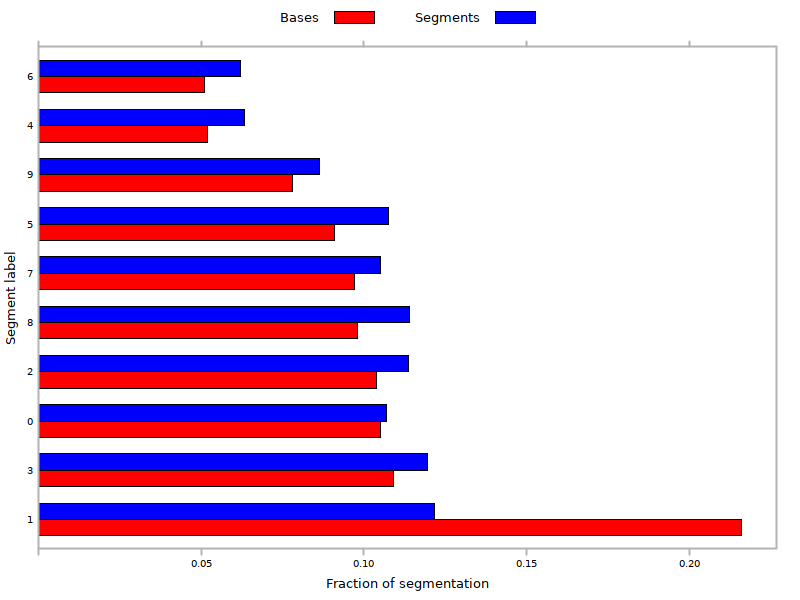 Bases Segments
6
4
9
5
7
8
2
0
3
1
Segment label
0.05 0.10 0.15 0.20
Fraction of segmentation